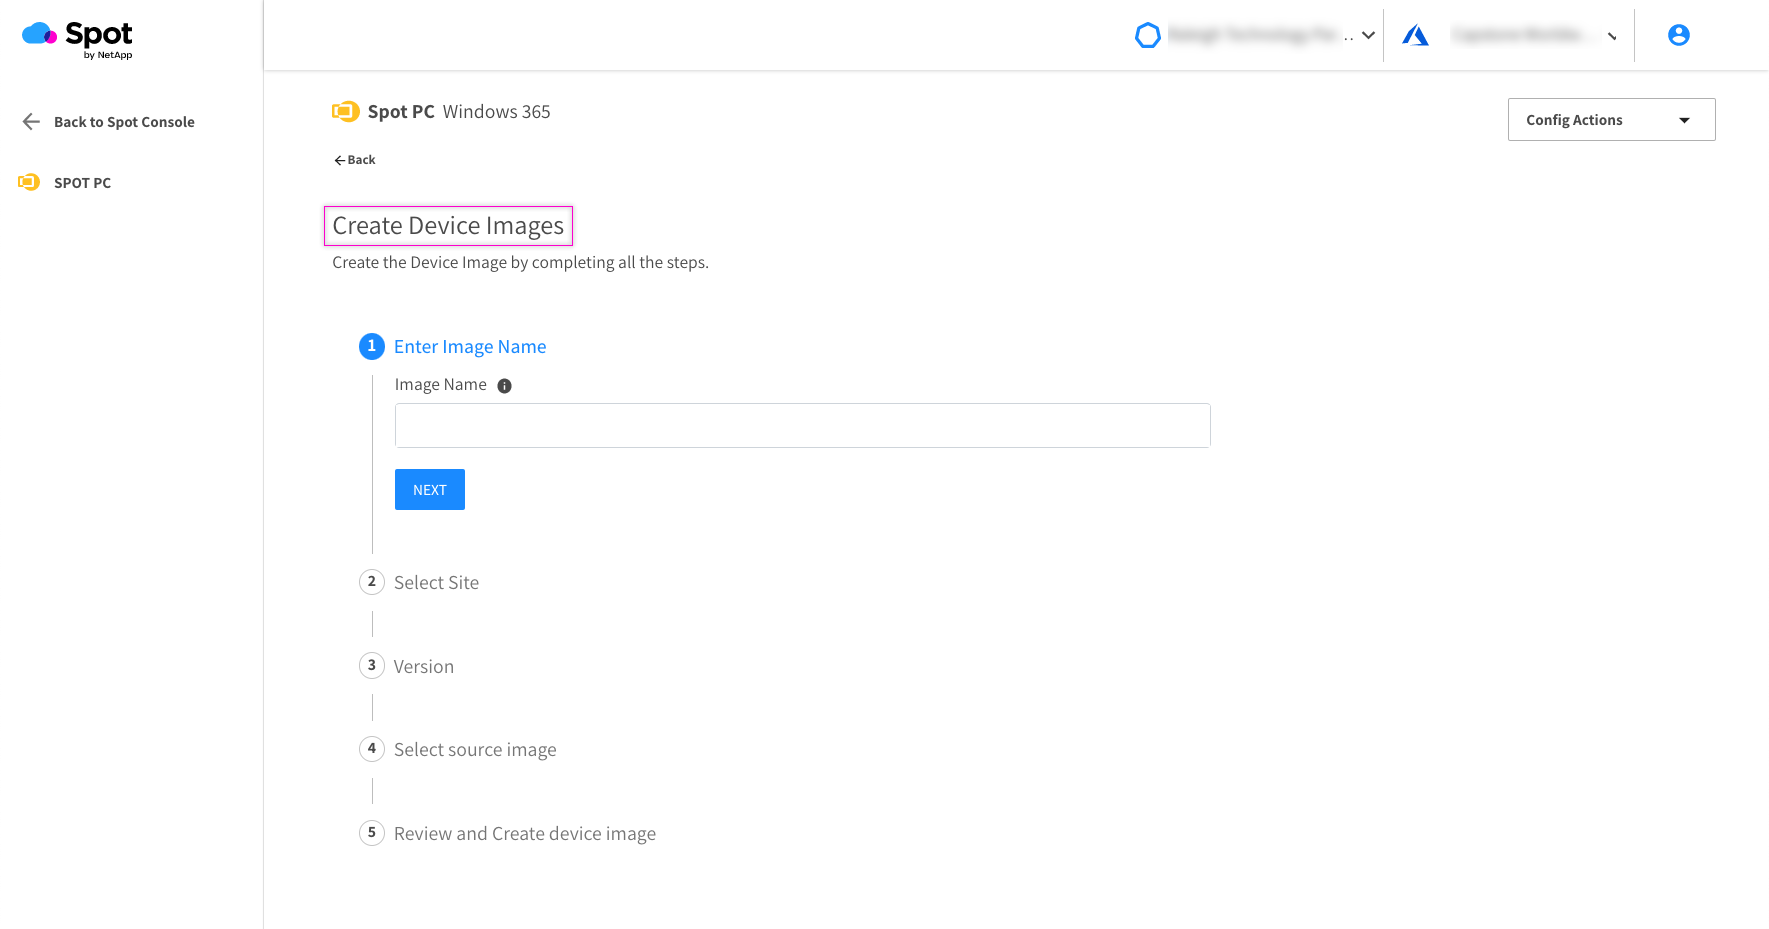 Spot
by NetApp
Back to Spot Console
SPOT PC
Spot PC Windows 365
Config Actions
Back
Create Device Images
Create the Device Image by completing all the steps.
1 Enter Image Name
Image Name
NEXT
2 Select Site
3 Version
4 Select source image
5 Review and Create device image